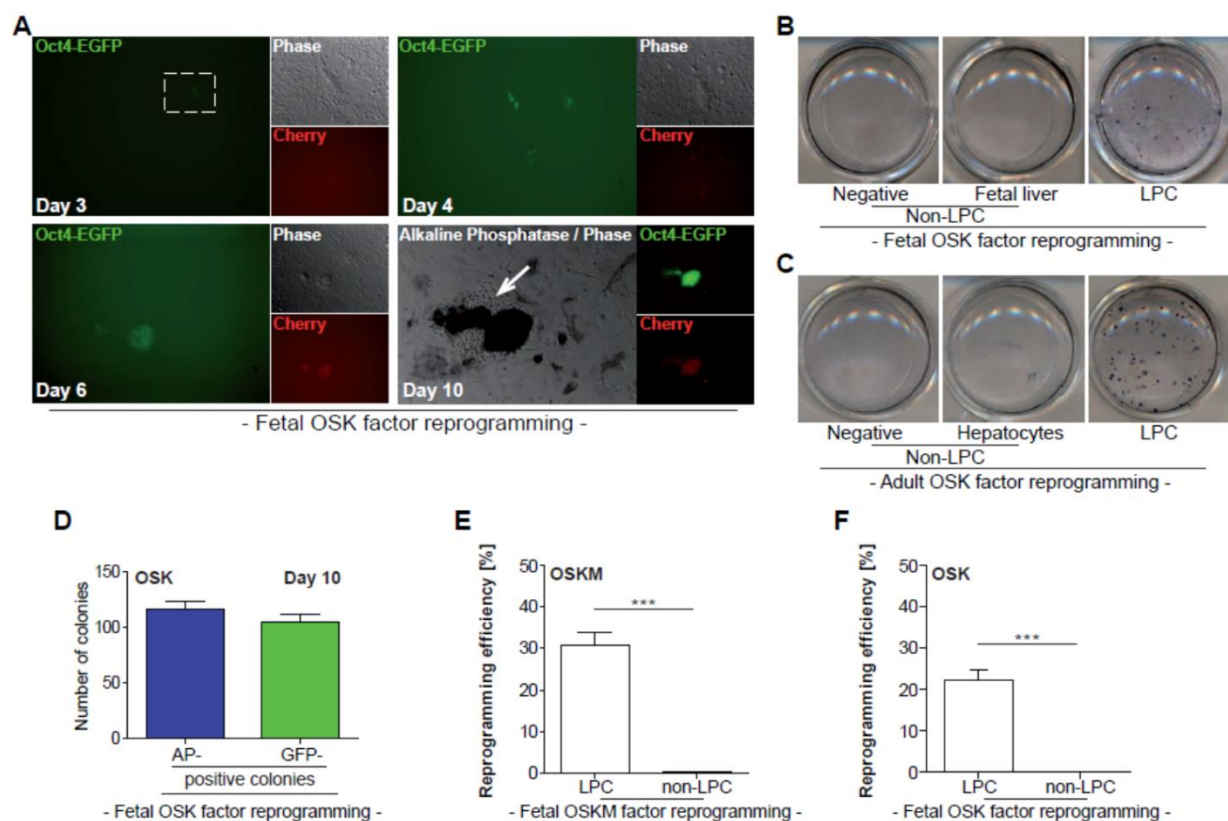 A
Oct4-EGFP
Phase
Cherry
Day 3
Oct4-EGFP
Phase
Cherry
Day 4
Oct4-EGFP
Phase
Cherry
Day 6
Alkaline Phosphatase / Phase
Oct4-EGFP
Cherry
Day 10
- Fetal OSK factor reprogramming -
B
Negative Fetal liver LPC
Non-LPC
- Fetal OSK factor reprogramming -
C
Negative Hepatocytes LPC
Non-LPC
- Adult OSK factor reprogramming -
D
Number of colonies
150
100
50
0
OSK Day 10
AP- GFP-
positive colonies
- Fetal OSK factor reprogramming -
E
Reprogramming efficiency [%]
50
40
30
20
10
0
OSKM
***
LPC non-LPC
- Fetal OSKM factor reprogramming -
F
Reprogramming efficiency [%]
50
40
30
20
10
0
OSK
***
LPC non-LPC
- Fetal OSK factor reprogramming -